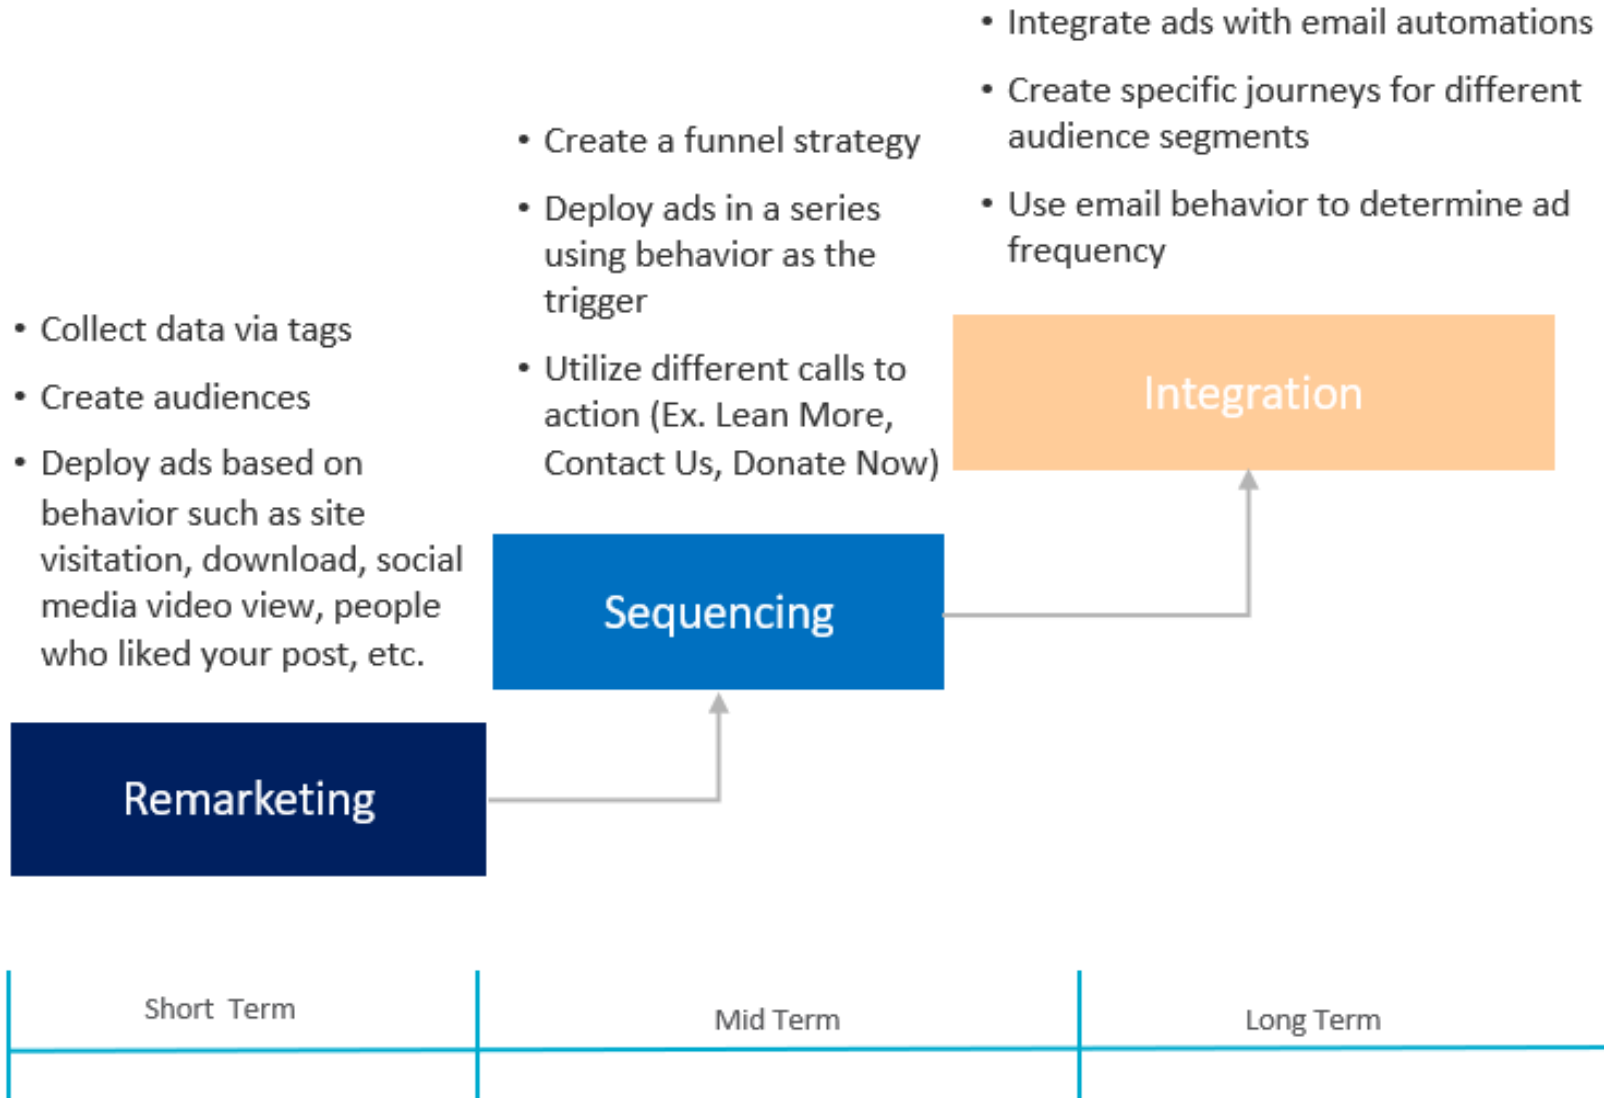 • Collect data via tags
• Create audiences
• Deploy ads based on
behavior such as site
visitation, download, social
media video view, people
who liked your post, etc.
Remarketing
• Create a funnel strategy
• Deploy ads in a series
using behavior as the
trigger
• Utilize different calls to
action (Ex. Lean More,
Contact Us, Donate Now)
Sequencing
• Integrate ads with email automations
• Create specific journeys for different
audience segments
• Use email behavior to determine ad
frequency
Integration
Short Term
Mid Term
Long Term